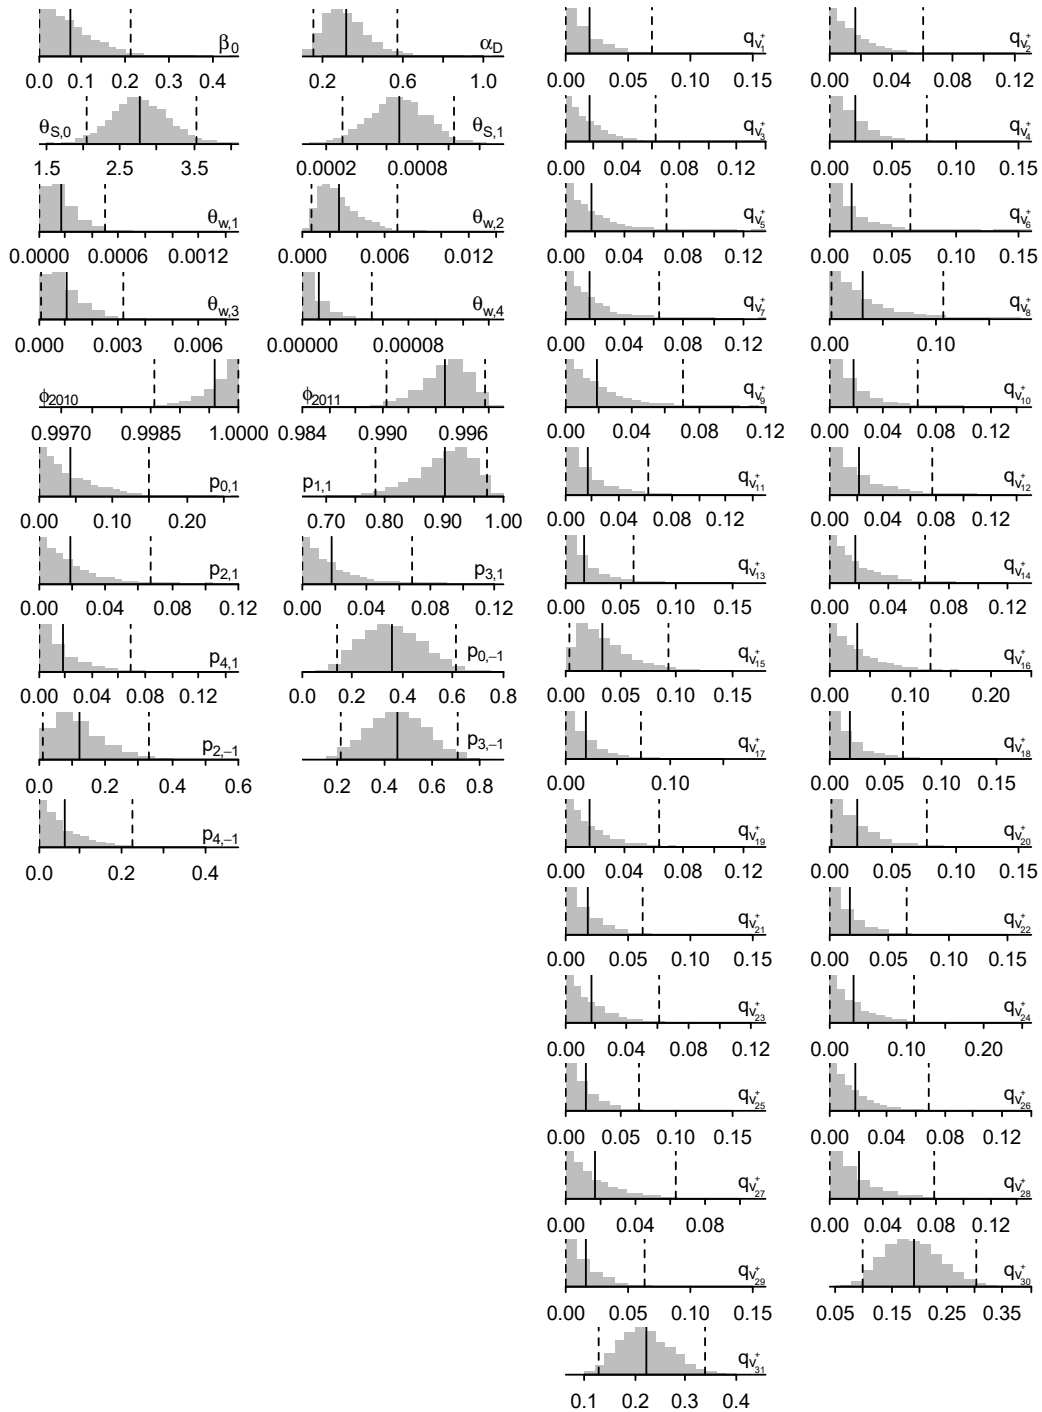 β0 αD qv1+ qv2+
0.0 0.1 0.2 0.3 0.4 0.2 0.6 1.0 0.00 0.05 0.10 0.15 0.00 0.04 0.08 0.12
θS,0 θS,1 qv3+ qv4+
1.5 2.5 3.5 0.0002 0.0008 0.00 0.04 0.08 0.12 0.00 0.05 0.10 0.15
θw,1 θw,2 qv5+ qv6+
0.0000 0.0006 0.0012 0.000 0.006 0.012 0.00 0.04 0.08 0.12 0.00 0.05 0.10 0.15
θw,3 θw,4 qv7+ qv8+
0.000 0.003 0.006 0.00000 0.00008 0.00 0.04 0.08 0.12 0.00 0.10
ϕ2010 ϕ2011 qv9+ qv10+
0.9970 0.9985 1.0000 0.984 0.990 0.996 0.00 0.04 0.08 0.12 0.00 0.05 0.10 0.15
p0,1 p1,1 qv11+ qv12+
0.00 0.10 0.20 0.70 0.80 0.90 1.00 0.00 0.04 0.08 0.12 0.00 0.04 0.08 0.12
p2,1 p3,1 qv13+ qv14+
0.00 0.04 0.08 0.12 0.00 0.04 0.08 0.12 0.00 0.05 0.10 0.15 0.00 0.04 0.08 0.12
p4,1 p0,−1 qv15+ qv16+
0.00 0.04 0.08 0.12 0.0 0.2 0.4 0.6 0.8 0.00 0.05 0.10 0.15 0.00 0.10 0.20
p2,−1 p3,−1 qv17+ qv18+
0.0 0.2 0.4 0.6 0.2 0.4 0.6 0.8 0.00 0.10 0.00 0.05 0.10 0.15
p4,−1 qv19+ qv20+
0.0 0.2 0.4 0.00 0.04 0.08 0.12 0.00 0.05 0.10 0.15
qv21+ qv22+
0.00 0.05 0.10 0.15 0.00 0.05 0.10 0.15
qv23+ qv24+
0.00 0.04 0.08 0.12 0.00 0.10 0.20
qv25+ qv26+
0.00 0.05 0.10 0.15 0.00 0.04 0.08 0.12
qv27+ qv28+
0.00 0.04 0.08 0.00 0.04 0.08 0.12
qv29+ qv30+
0.00 0.05 0.10 0.15 0.05 0.15 0.25 0.35
qv31+
0.1 0.2 0.3 0.4